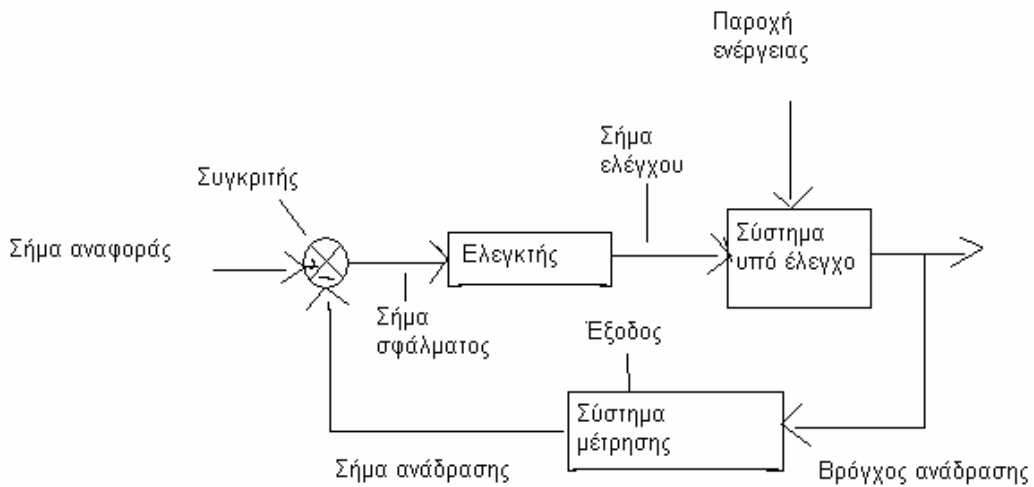 Παροχή
ενέργειας
Σήμα
ελέγχου
Συγκριτής
Σήμα αναφοράς
Ελεγκτής
Σύστημα
υπό έλεγχο
Σήμα
σφάλματος
Έξοδος
Σύστημα
μέτρησης
Σήμα ανάδρασης
Βρόγχος ανάδρασης